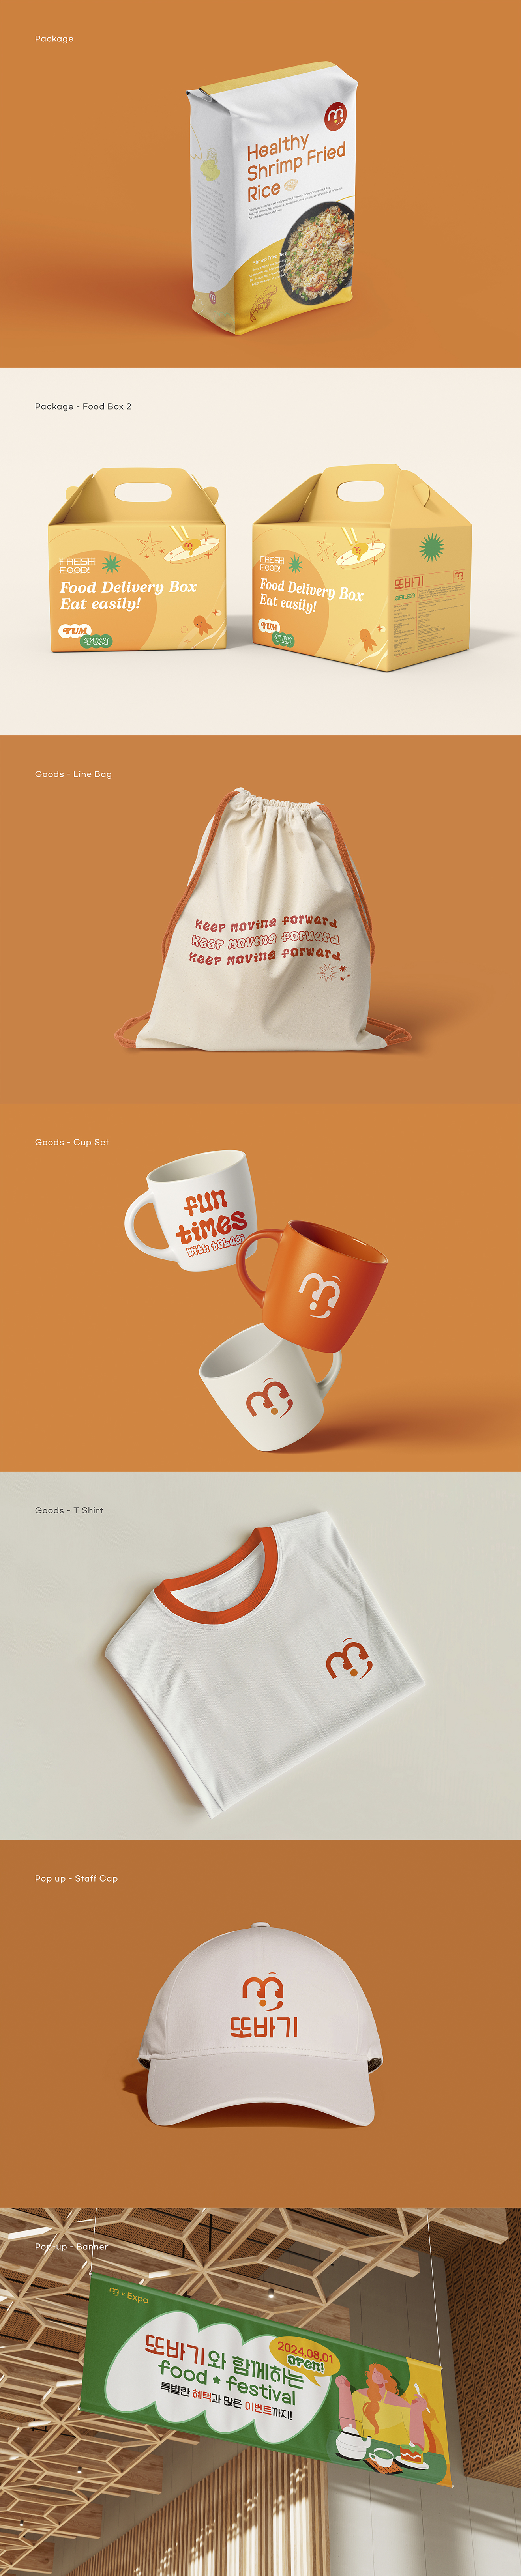 Package
Healthy
Shrimp Fried
Rice
Package - Food Box 2
FRESH
FOOD!
Food Delivery Box
Eat easily!
YUM
YUM
FRESH
FOOD!
Food Delivery Box
Eat easily!
YUM
YUM
또바기
GREEN
Goods - Line Bag
Keep moving forward
Keep moving forward
Keep moving forward
Goods - Cup Set
fun
times
with tobagi
Goods - T Shirt
Pop up - Staff Cap
또바기
Pop-up - Banner
Expo
2024.08.01
OPEN!
또바기와 함께하는
food festival
특별한 혜택과 많은 이벤트까지!!